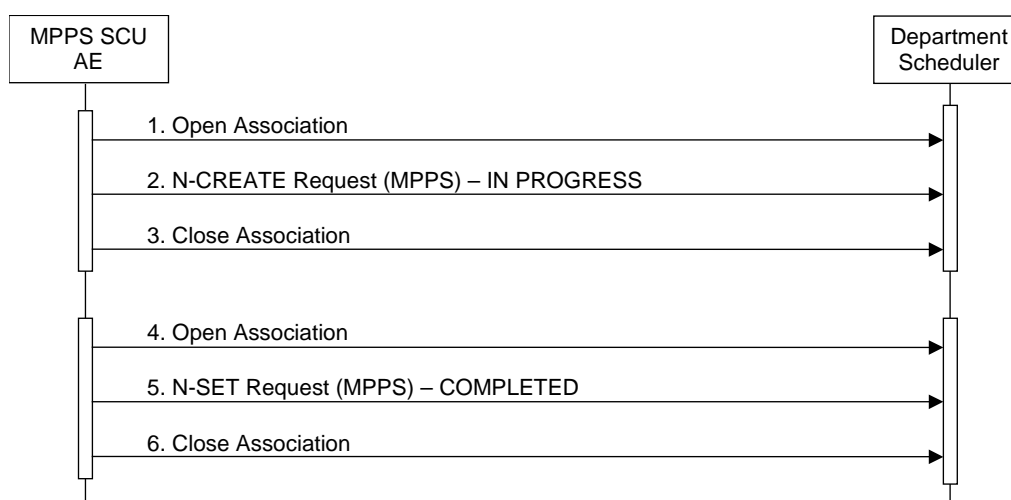 MPPS SCU
AE
Department
Scheduler
1. Open Association
2. N-CREATE Request (MPPS) – IN PROGRESS
3. Close Association
4. Open Association
5. N-SET Request (MPPS) – COMPLETED
6. Close Association